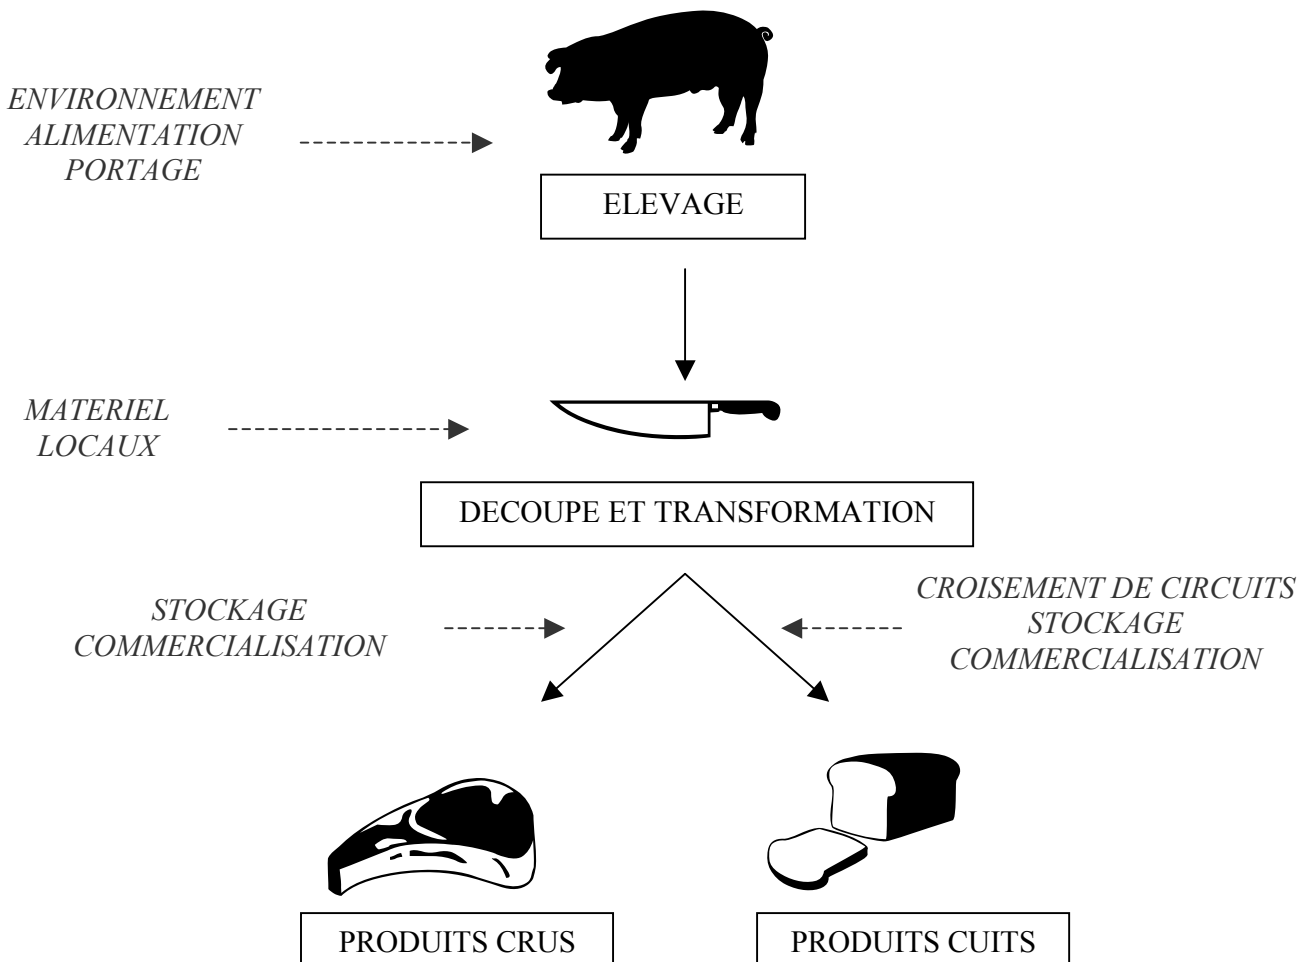 ENVIRONNEMENT
ALIMENTATION
PORTAGE
ELEVAGE
MATERIEL
LOCAUX
DECOUPE ET TRANSFORMATION
STOCKAGE
COMMERCIALISATION
CROISEMENT DE CIRCUITS
STOCKAGE
COMMERCIALISATION
PRODUITS CRUS
PRODUITS CUITS